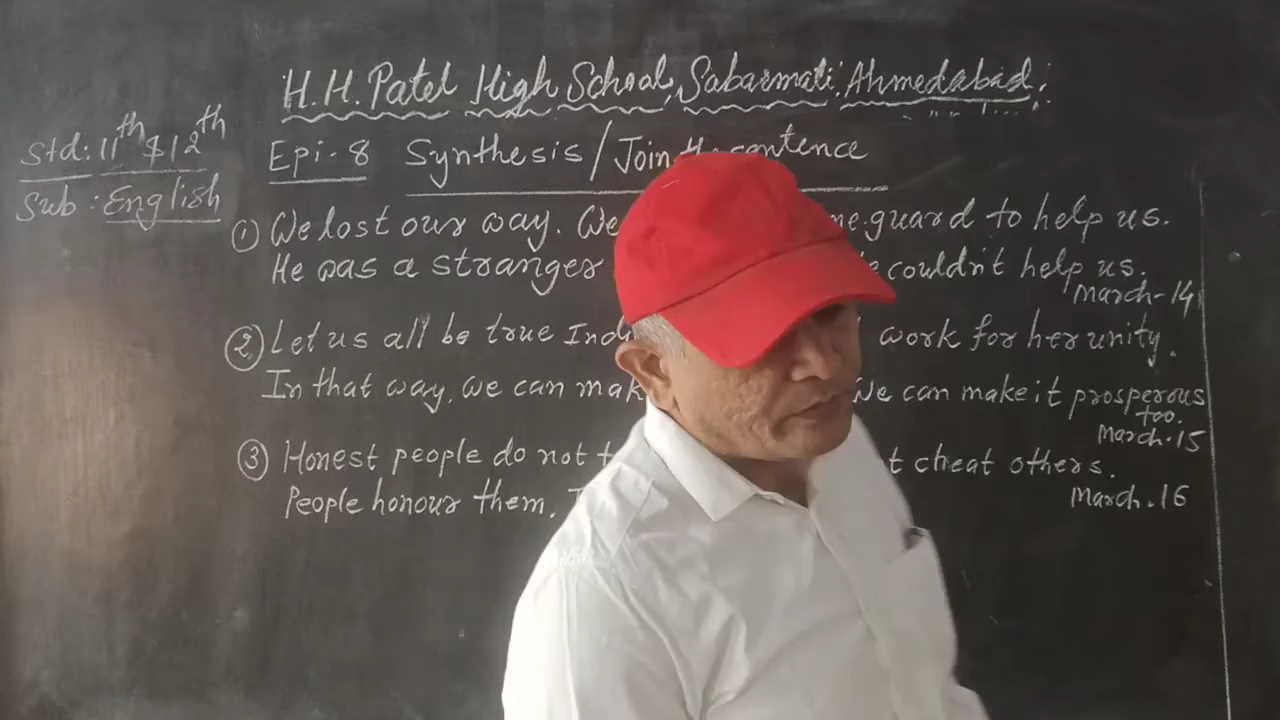 H.H. Patel High School, Sabarmati, Ahmedabad.
Std: 11th & 12th
Sub: English
Epi-8 Synthesis / Join the sentence
① We lost our way. We guard to help us.
He was a stranger couldn't help us.
March-14
② Let us all be true work for her unity.
In that way, we can We can make it prosperous
too.
March.15
③ Honest people do not cheat others.
People honour them.
March.16